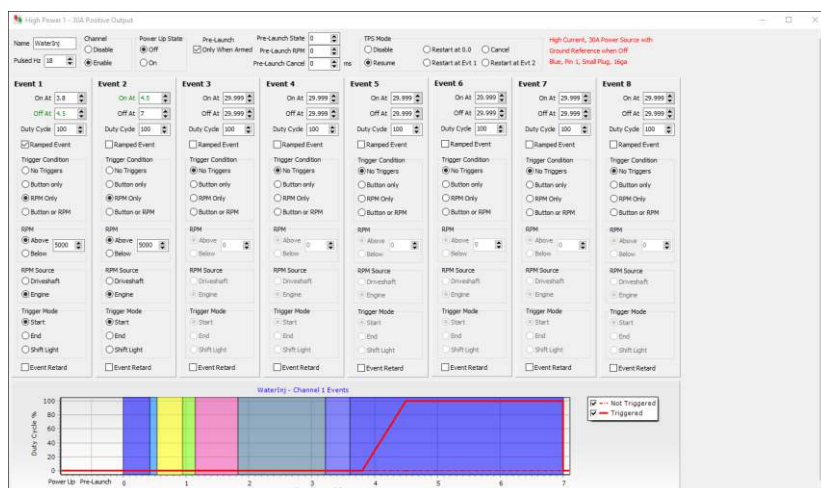 High Power 1 - 30A Positive Output
Name WaterInj
Pulsed Hz 18
Channel
Disable
Enable
Power Up State
Off
On
Pre-Launch
Only When Armed
Pre-Launch State 0
Pre-Launch RPM 0
Pre-Launch Cancel 0 ms
TPS Mode
Disable
Resume
Restart at 0.0
Cancel
Restart at Evt 1
Restart at Evt 2
High Current, 30A Power Source with
Ground Reference when Off
Blue, Pin 1, Small Plug, 16ga
Event 1
On At 3.8
Off At 4.5
Duty Cycle 100
Ramped Event
Trigger Condition
No Triggers
Button only
RPM Only
Button or RPM
RPM
Above 5000
Below
RPM Source
Driveshaft
Engine
Trigger Mode
Start
End
Shift Light
Event Retard
Event 2
On At 4.5
Off At 7
Duty Cycle 100
Ramped Event
Trigger Condition
No Triggers
Button only
RPM Only
Button or RPM
RPM
Above 5000
Below
RPM Source
Driveshaft
Engine
Trigger Mode
Start
End
Shift Light
Event Retard
Event 3
On At 29.999
Off At 29.999
Duty Cycle 100
Ramped Event
Trigger Condition
No Triggers
Button only
RPM Only
Button or RPM
RPM
Above 0
Below
RPM Source
Driveshaft
Engine
Trigger Mode
Start
End
Shift Light
Event Retard
Event 4
On At 29.999
Off At 29.999
Duty Cycle 100
Ramped Event
Trigger Condition
No Triggers
Button only
RPM Only
Button or RPM
RPM
Above 0
Below
RPM Source
Driveshaft
Engine
Trigger Mode
Start
End
Shift Light
Event Retard
Event 5
On At 29.999
Off At 29.999
Duty Cycle 100
Ramped Event
Trigger Condition
No Triggers
Button only
RPM Only
Button or RPM
RPM
Above 0
Below
RPM Source
Driveshaft
Engine
Trigger Mode
Start
End
Shift Light
Event Retard
Event 6
On At 29.999
Off At 29.999
Duty Cycle 100
Ramped Event
Trigger Condition
No Triggers
Button only
RPM Only
Button or RPM
RPM
Above 0
Below
RPM Source
Driveshaft
Engine
Trigger Mode
Start
End
Shift Light
Event Retard
Event 7
On At 29.999
Off At 29.999
Duty Cycle 100
Ramped Event
Trigger Condition
No Triggers
Button only
RPM Only
Button or RPM
RPM
Above 0
Below
RPM Source
Driveshaft
Engine
Trigger Mode
Start
End
Shift Light
Event Retard
Event 8
On At 29.999
Off At 29.999
Duty Cycle 100
Ramped Event
Trigger Condition
No Triggers
Button only
RPM Only
Button or RPM
RPM
Above 0
Below
RPM Source
Driveshaft
Engine
Trigger Mode
Start
End
Shift Light
Event Retard
WaterInj - Channel 1 Events
Duty Cycle %
100
80
60
40
20
0
Power Up Pre-Launch 0 1 2 3 4 5 6 7
Not Triggered
Triggered